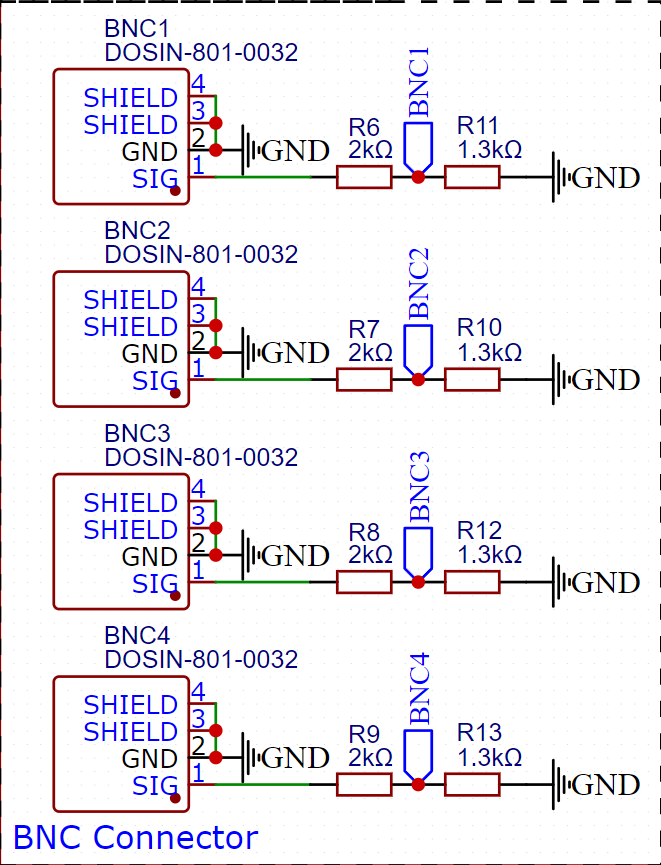 BNC1
DOSIN-801-0032
SHIELD 4
SHIELD 3
GND 2
SIG 1
GND
R6
2kΩ
BNC1
R11
1.3kΩ
GND
BNC2
DOSIN-801-0032
SHIELD 4
SHIELD 3
GND 2
SIG 1
GND
R7
2kΩ
BNC2
R10
1.3kΩ
GND
BNC3
DOSIN-801-0032
SHIELD 4
SHIELD 3
GND 2
SIG 1
GND
R8
2kΩ
BNC3
R12
1.3kΩ
GND
BNC4
DOSIN-801-0032
SHIELD 4
SHIELD 3
GND 2
SIG 1
GND
R9
2kΩ
BNC4
R13
1.3kΩ
GND
BNC Connector